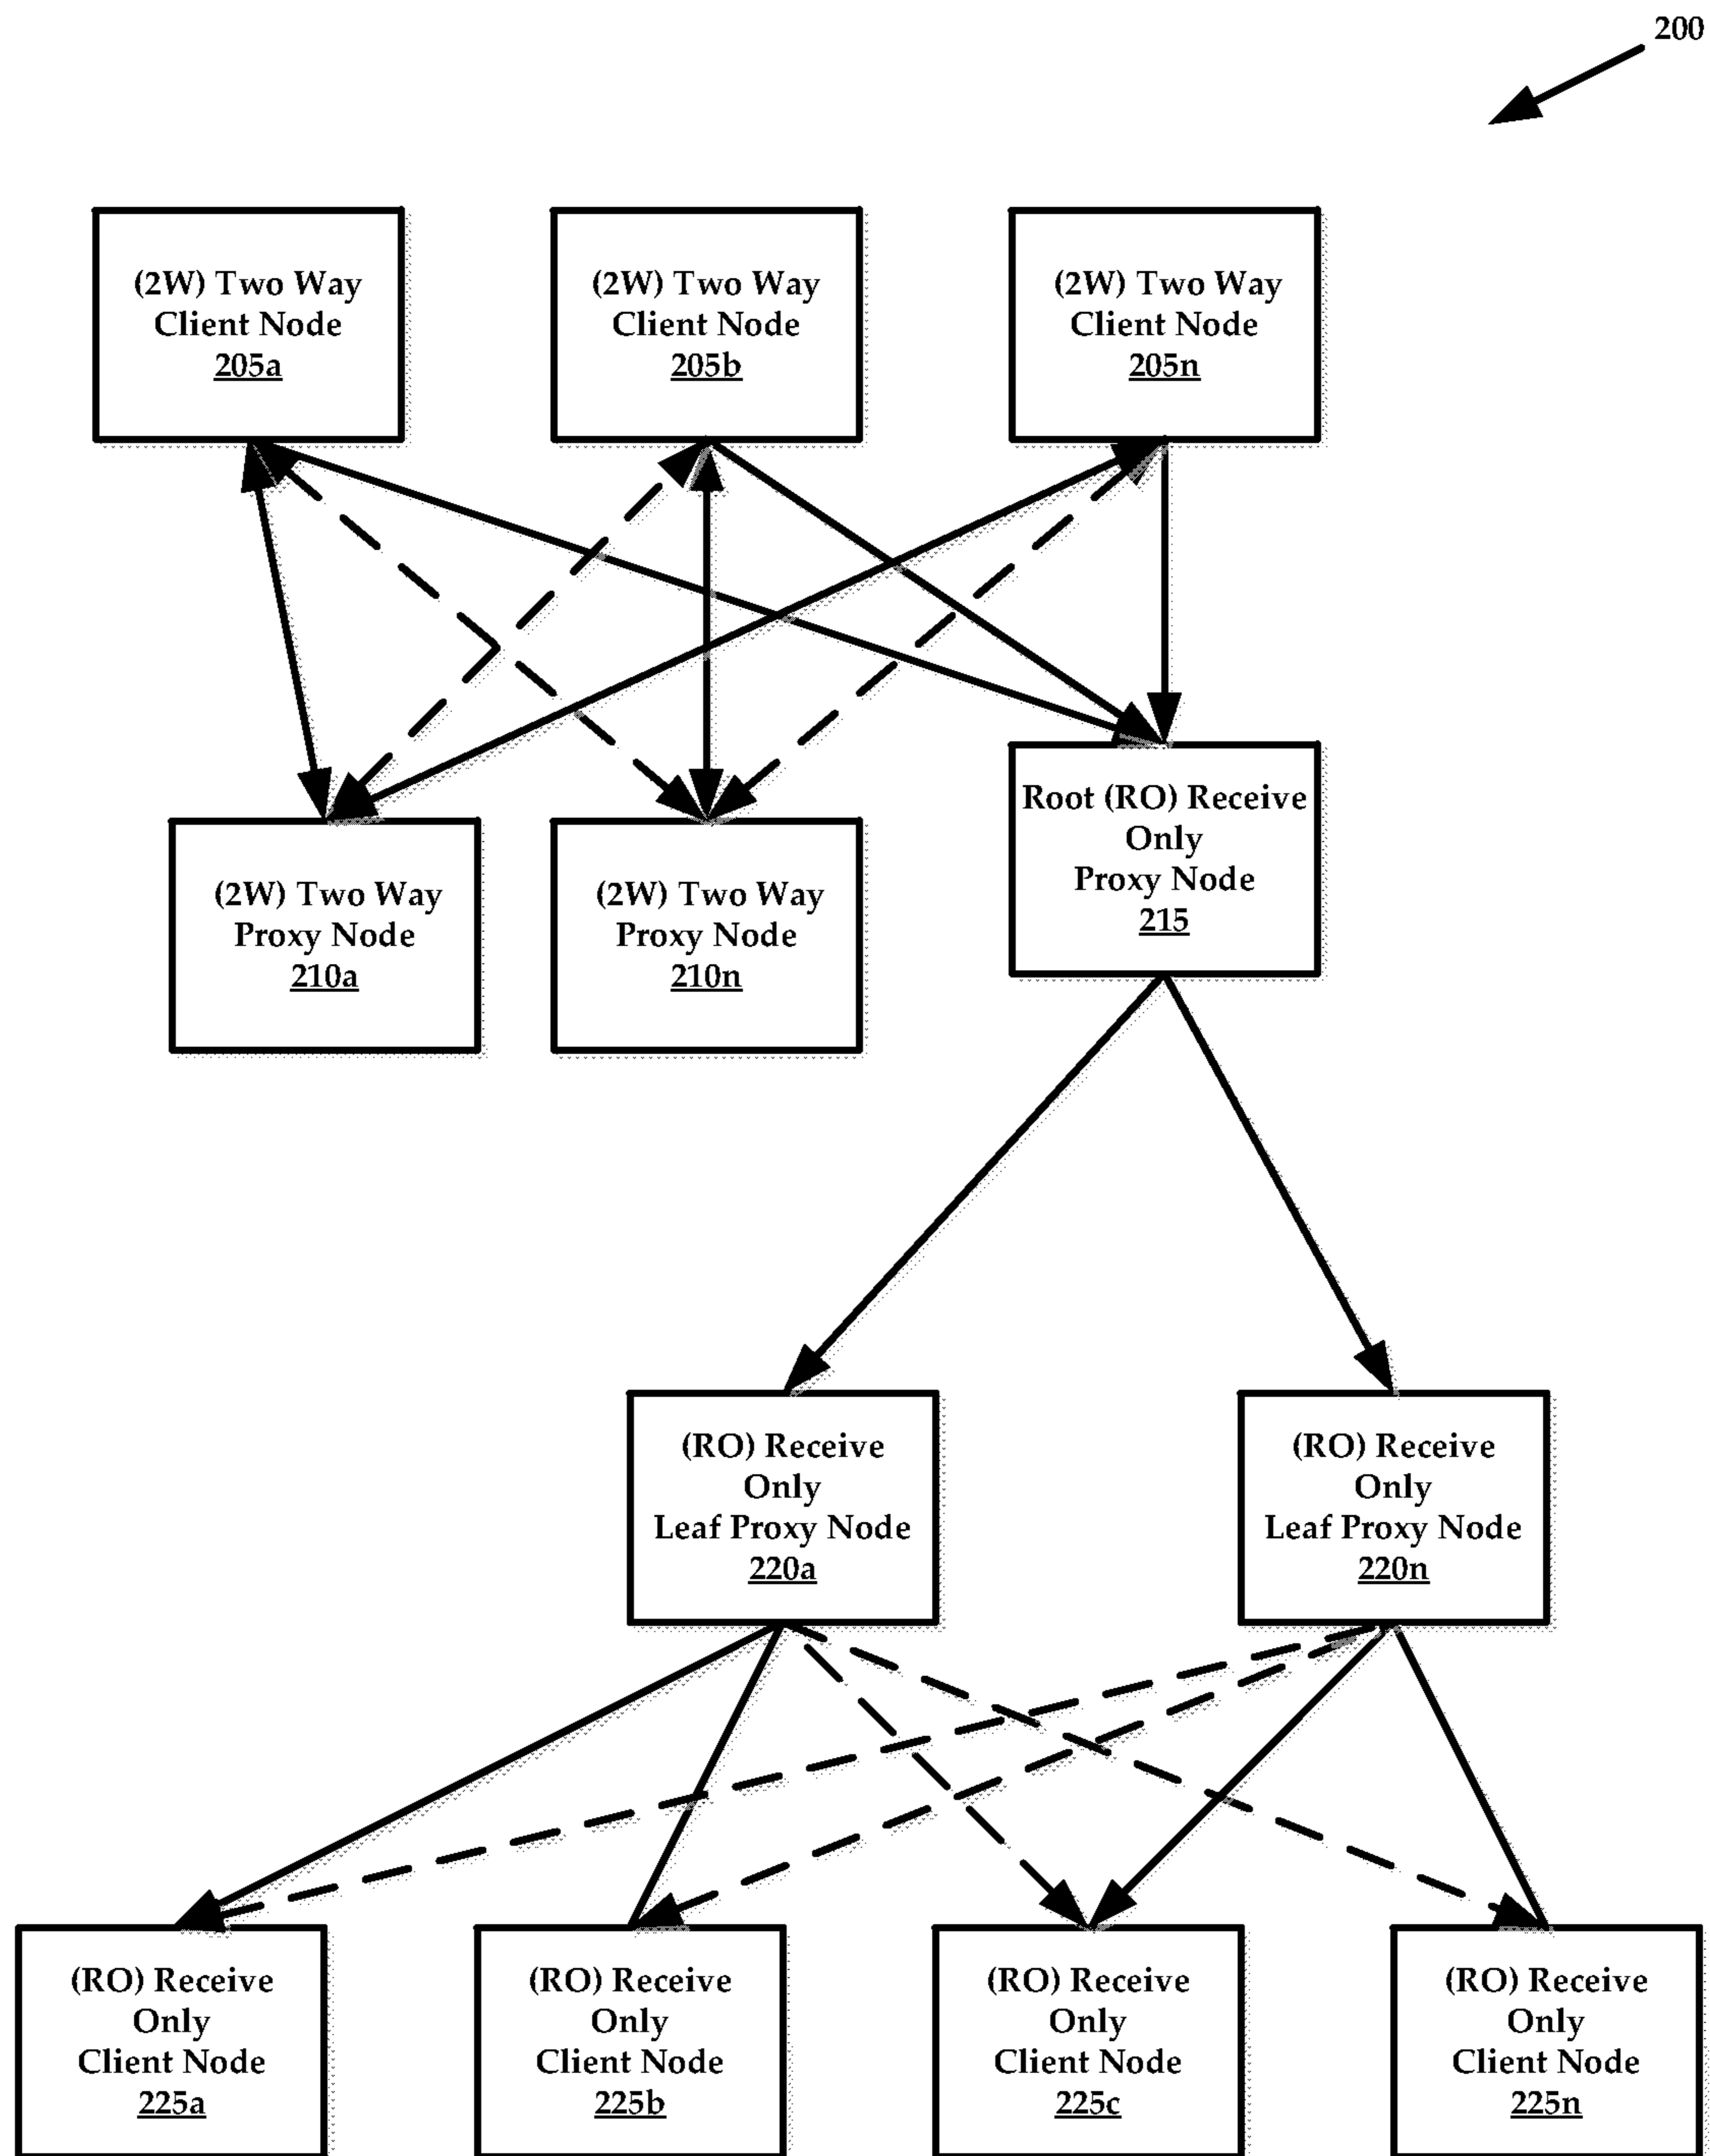 200
(2W) Two Way
Client Node
205a
(2W) Two Way
Client Node
205b
(2W) Two Way
Client Node
205n
(2W) Two Way
Proxy Node
210a
(2W) Two Way
Proxy Node
210n
Root (RO) Receive
Only
Proxy Node
215
(RO) Receive
Only
Leaf Proxy Node
220a
(RO) Receive
Only
Leaf Proxy Node
220n
(RO) Receive
Only
Client Node
225a
(RO) Receive
Only
Client Node
225b
(RO) Receive
Only
Client Node
225c
(RO) Receive
Only
Client Node
225n